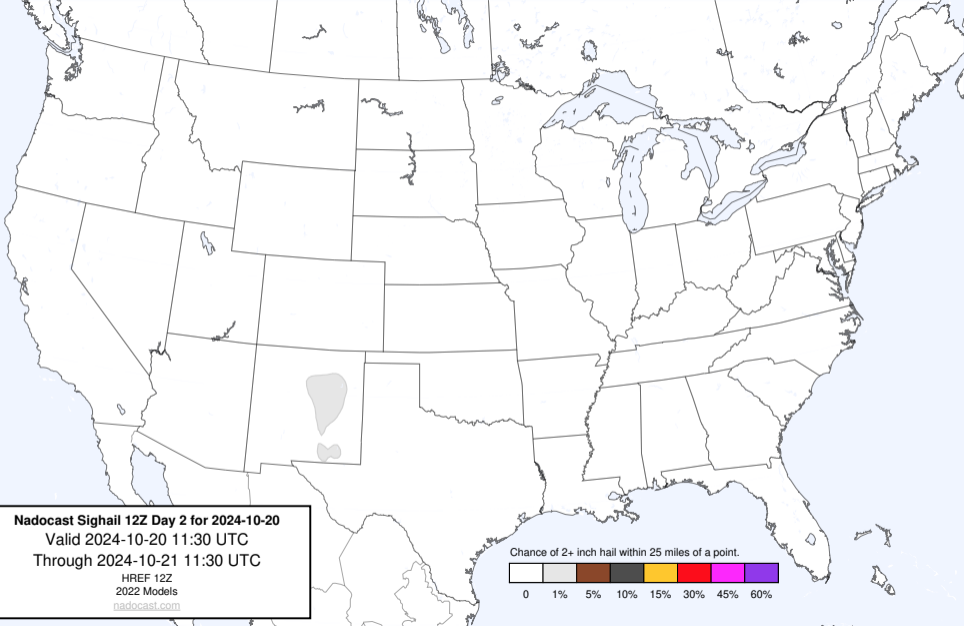 Nadocast Sighail 12Z Day 2 for 2024-10-20
Valid 2024-10-20 11:30 UTC
Through 2024-10-21 11:30 UTC
HREF 12Z
2022 Models
nadocast.com
Chance of 2+ inch hail within 25 miles of a point.
0 1% 5% 10% 15% 30% 45% 60%